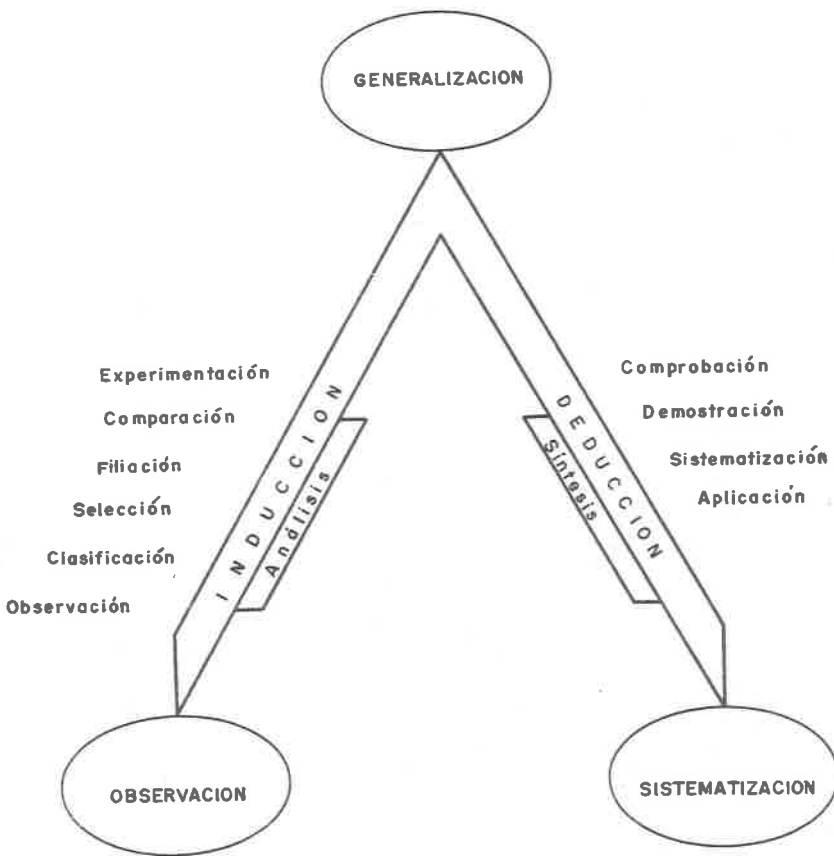 GENERALIZACION
Experimentación
Comparación
Filiación
Selección
Clasificación
Observación
INDUCCION
Análisis
Comprobación
Demostración
Sistematización
Aplicación
DEDUCCION
Síntesis
OBSERVACION
SISTEMATIZACION